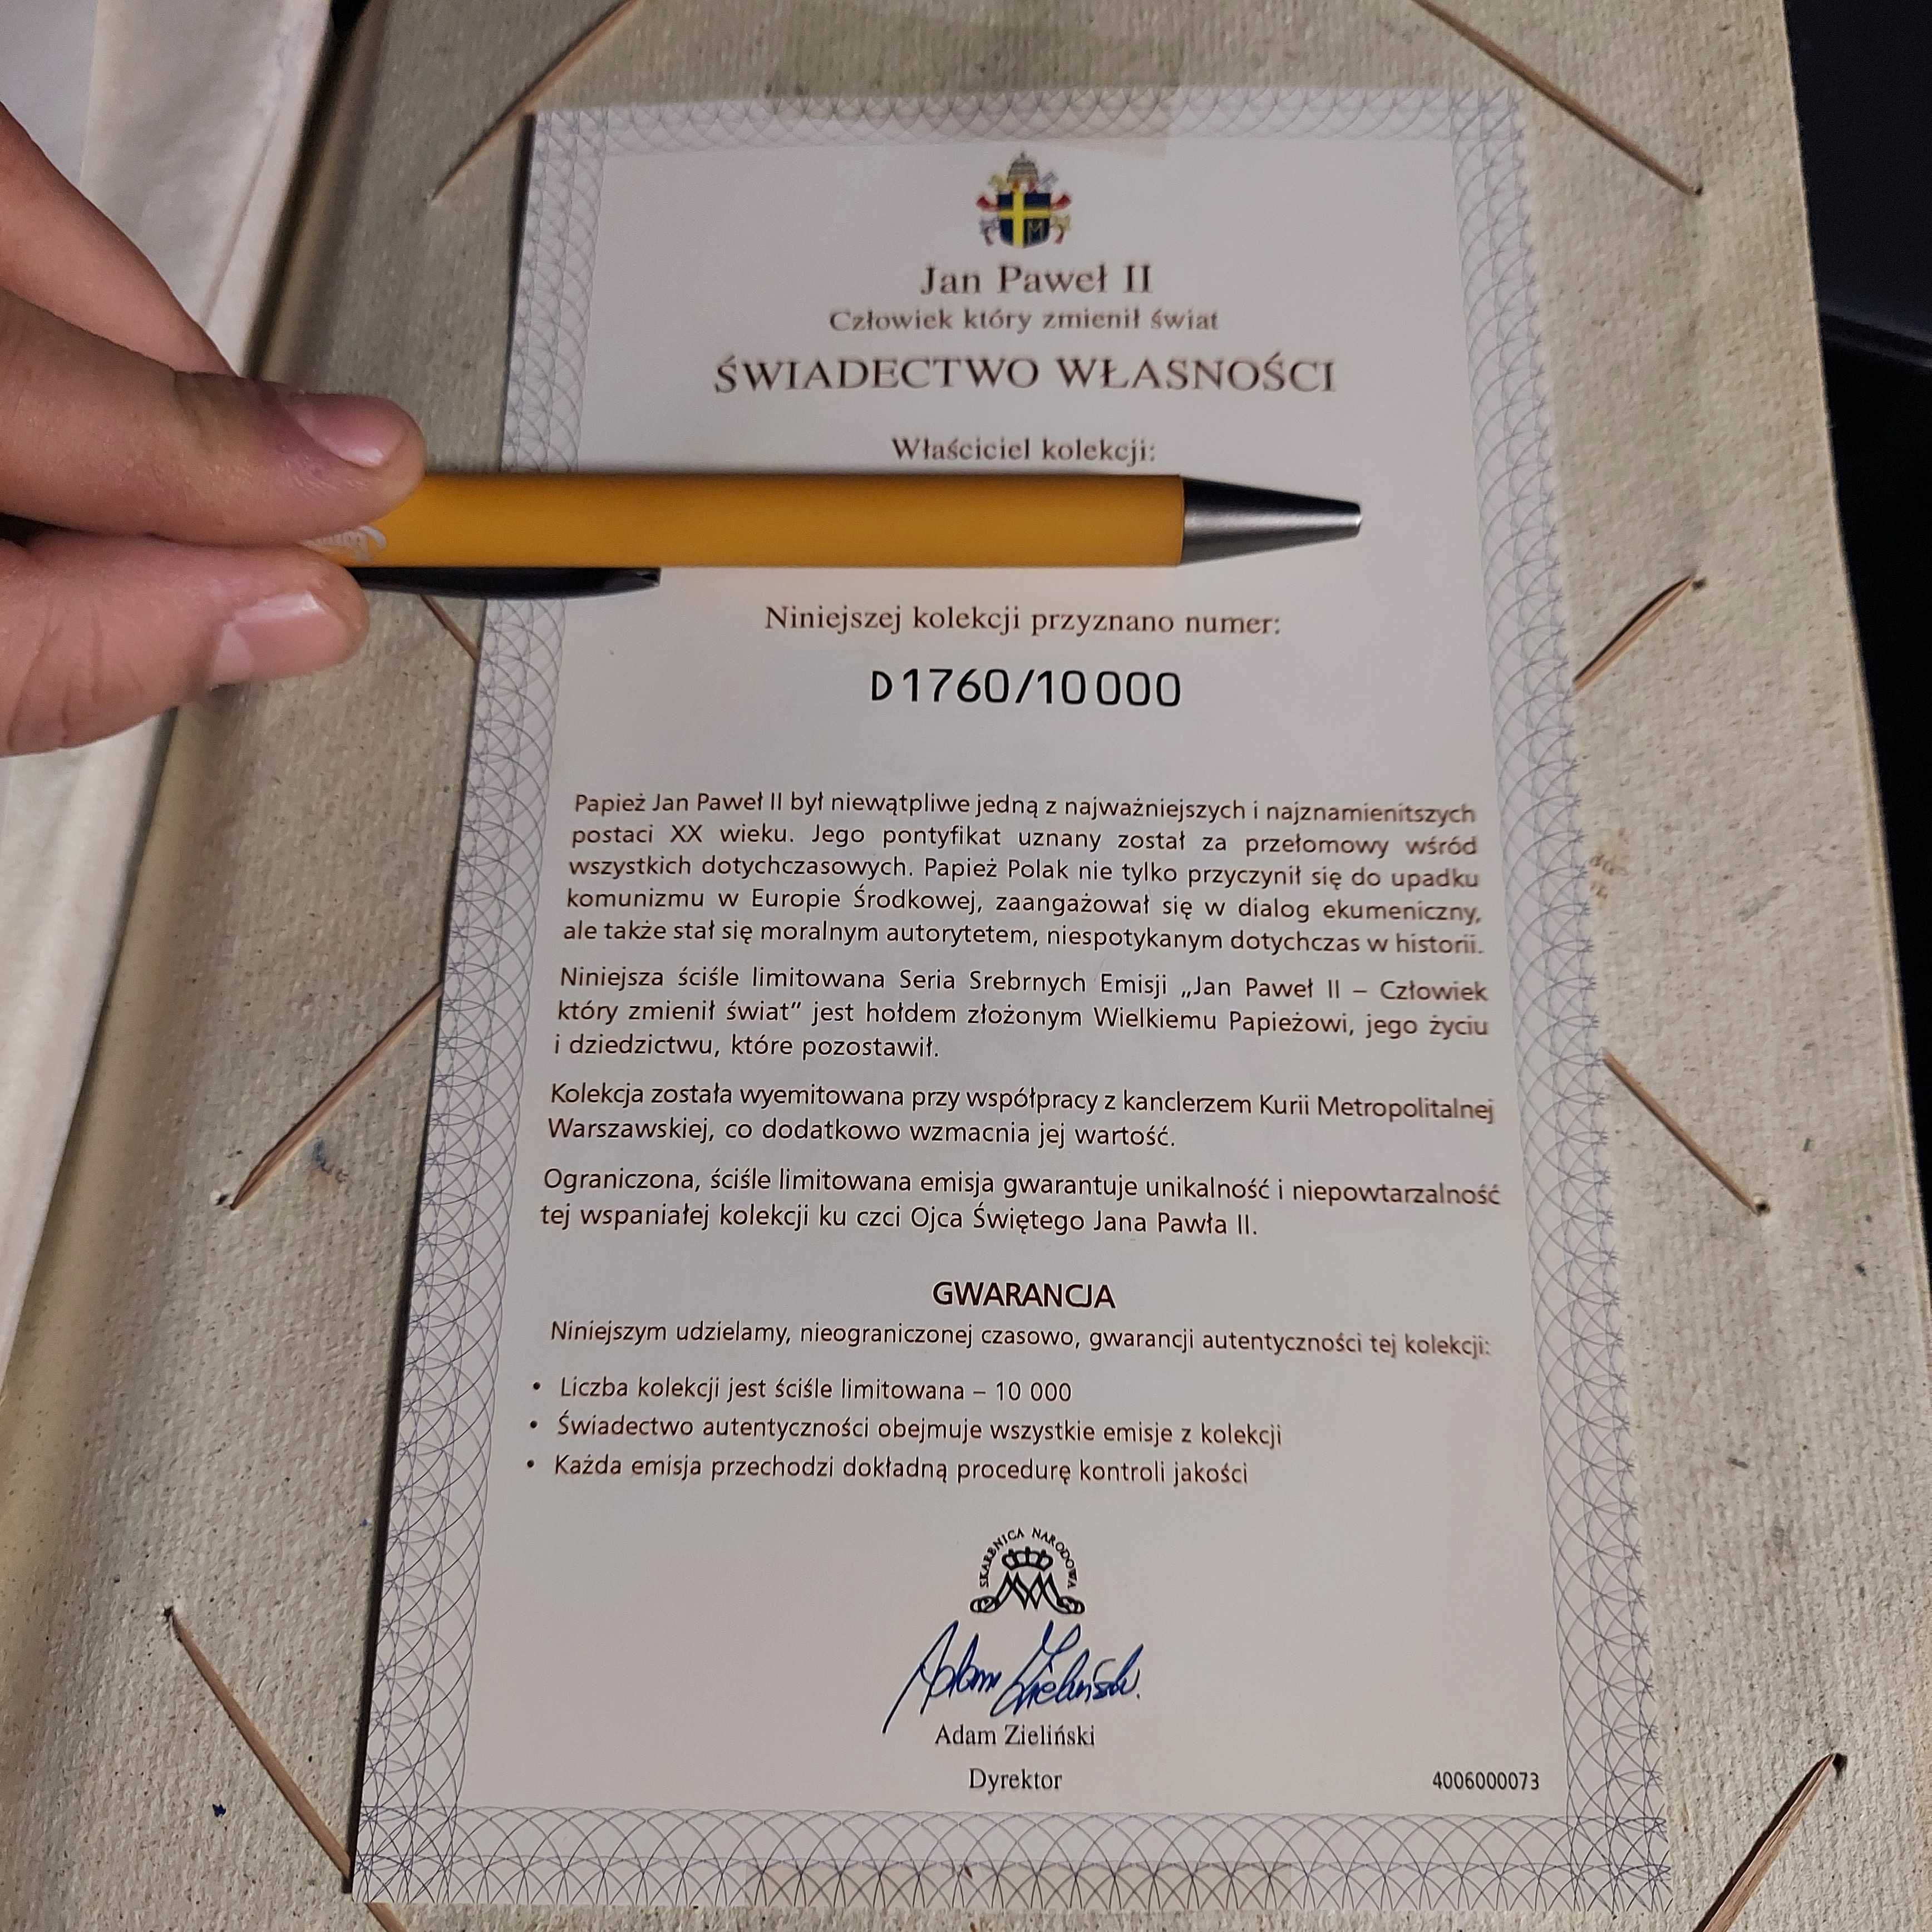 Jan Paweł II
Człowiek który zmienił świat
ŚWIADECTWO WŁASNOŚCI
Właściciel kolekcji:
Niniejszej kolekcji przyznano numer:
D1760/10000
Papież Jan Paweł II był niewątpliwe jedną z najważniejszych i najznamienitszych
postaci XX wieku. Jego pontyfikat uznany został za przełomowy wśród
wszystkich dotychczasowych. Papież Polak nie tylko przyczynił się do upadku
komunizmu w Europie Środkowej, zaangażował się w dialog ekumeniczny,
ale także stał się moralnym autorytetem, niespotykanym dotychczas w historii.
Niniejsza ściśle limitowana Seria Srebrnych Emisji „Jan Paweł II – Człowiek
który zmienił świat“ jest hołdem złożonym Wielkiemu Papieżowi, jego życiu
i dziedzictwu, które pozostawił.
Kolekcja została wyemitowana przy współpracy z kanclerzem Kurii Metropolitalnej
Warszawskiej, co dodatkowo wzmacnia jej wartość.
Ograniczona, ściśle limitowana emisja gwarantuje unikalność i niepowtarzalność
tej wspaniałej kolekcji ku czci Ojca Świętego Jana Pawła II.
GWARANCJA
Niniejszym udzielamy, nieograniczonej czasowo, gwarancji autentyczności tej kolekcji:
• Liczba kolekcji jest ściśle limitowana – 10 000
• Świadectwo autentyczności obejmuje wszystkie emisje z kolekcji
• Każda emisja przechodzi dokładną procedurę kontroli jakości
SKARBNICA NARODOWA
Adam Zieliński
Adam Zieliński
Dyrektor
4006000073